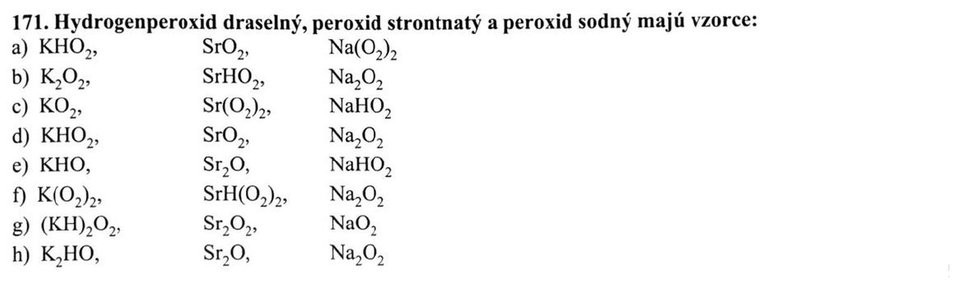 171. Hydrogenperoxid draselný, peroxid strontnatý a peroxid sodný majú vzorce:
a) KHO₂, SrO₂, Na(O₂)₂
b) K₂O₂, SrHO₂, Na₂O₂
c) KO₂, Sr(O₂)₂, NaHO₂
d) KHO₂, SrO₂, Na₂O₂
e) KHO, Sr₂O, NaHO₂
f) K(O₂)₂, SrH(O₂)₂, Na₂O₂
g) (KH)₂O₂, Sr₂O₂, NaO₂
h) K₂HO, Sr₂O, Na₂O₂